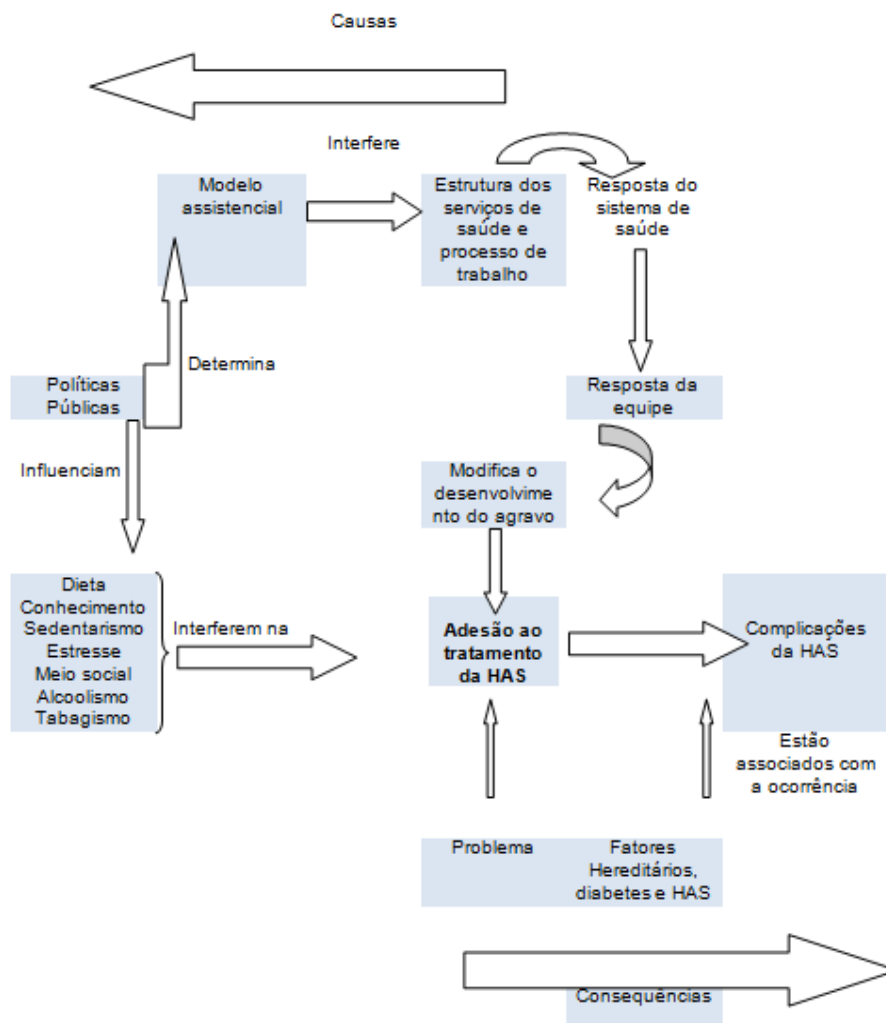 Causas
Interfere
Modelo
assistencial
Estrutura dos
serviços de
saúde e
processo de
trabalho
Resposta do
sistema de
saúde
Determina
Políticas
Públicas
Resposta da
equipe
Influenciam
Modifica o
desenvolvime
nto do agravo
Dieta
Conhecimento
Sedentarismo
Estresse
Meio social
Alcoolismo
Tabagismo
Interferem na
Adesão ao
tratamento
da HAS
Complicações
da HAS
Estão
associados com
a ocorrência
Problema
Fatores
Hereditários,
diabetes e HAS
Consequências